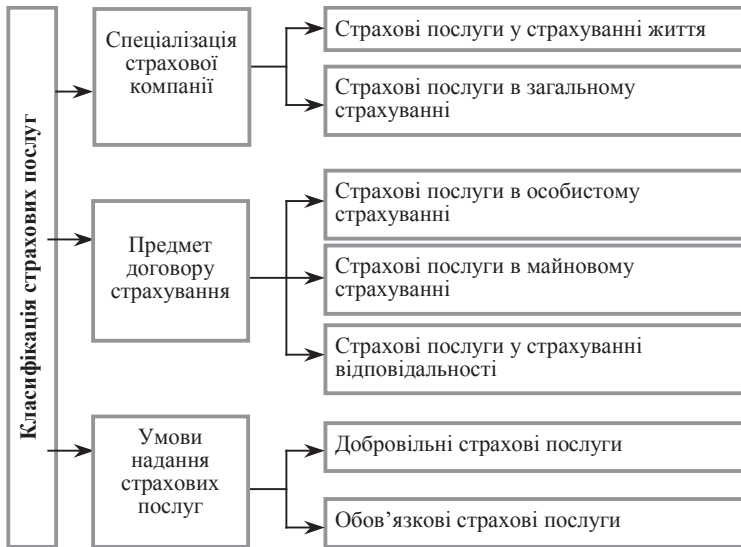 Класифікація страхових послуг
Спеціалізація
страхової
компанії
Страхові послуги у страхуванні життя
Страхові послуги в загальному
страхуванні
Предмет
договору
страхування
Страхові послуги в особистому
страхуванні
Страхові послуги в майновому
страхуванні
Страхові послуги у страхуванні
відповідальності
Умови
надання
страхових
послуг
Добровільні страхові послуги
Обов’язкові страхові послуги